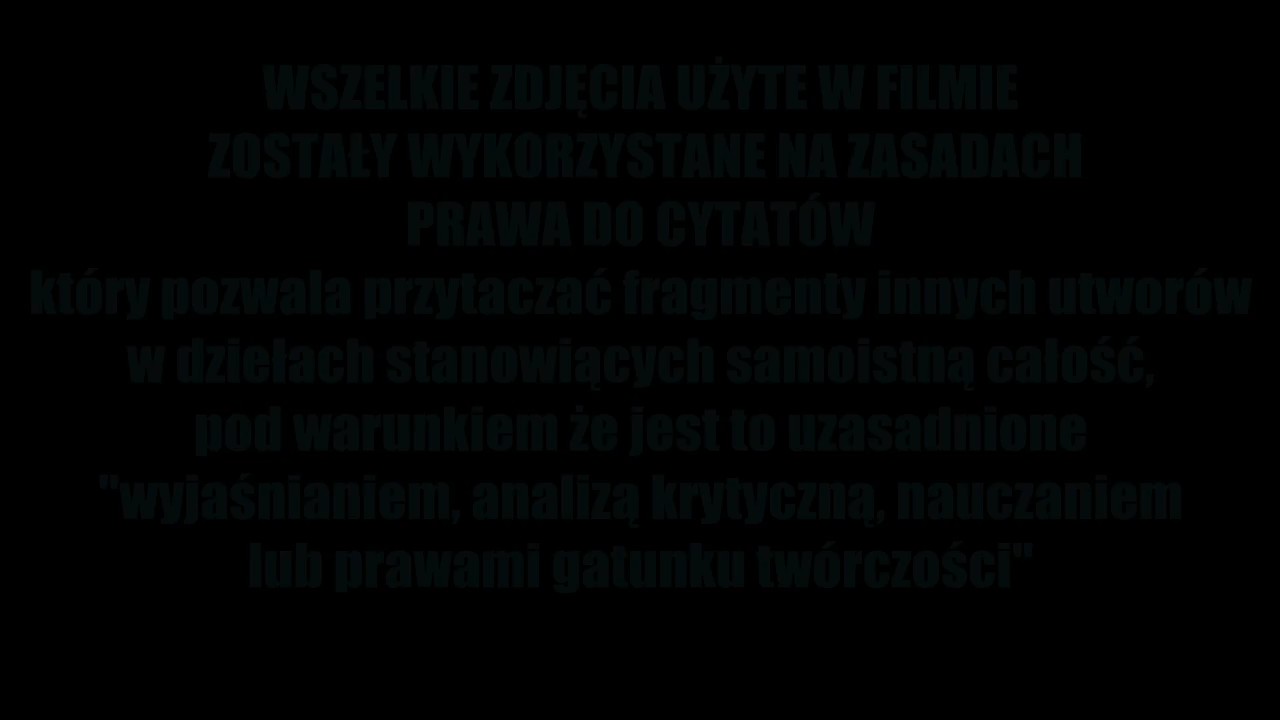 WSZELKIE ZDJĘCIA UŻYTE W FILMIE
ZOSTAŁY WYKORZYSTANE NA ZASADACH
PRAWA DO CYTATÓW
który pozwala przytaczać fragmenty innych utworów
w dziełach stanowiących samoistną całość,
pod warunkiem że jest to uzasadnione
"wyjaśnianiem, analizą krytyczną, nauczaniem
lub prawami gatunku twórczości"